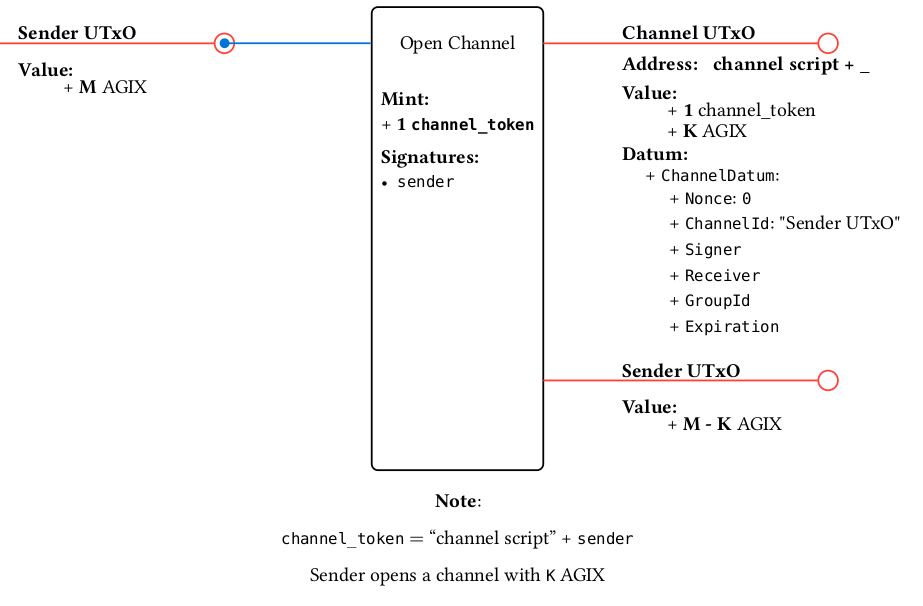 Sender UTxO
Value:
+ M AGIX
Open Channel
Mint:
+ 1 channel_token
Signatures:
• sender
Channel UTxO
Address: channel script + _
Value:
+ 1 channel_token
+ K AGIX
Datum:
+ ChannelDatum:
+ Nonce: 0
+ ChannelId: "Sender UTxO"
+ Signer
+ Receiver
+ GroupId
+ Expiration
Sender UTxO
Value:
+ M - K AGIX
Note:
channel_token = “channel script” + sender
Sender opens a channel with K AGIX